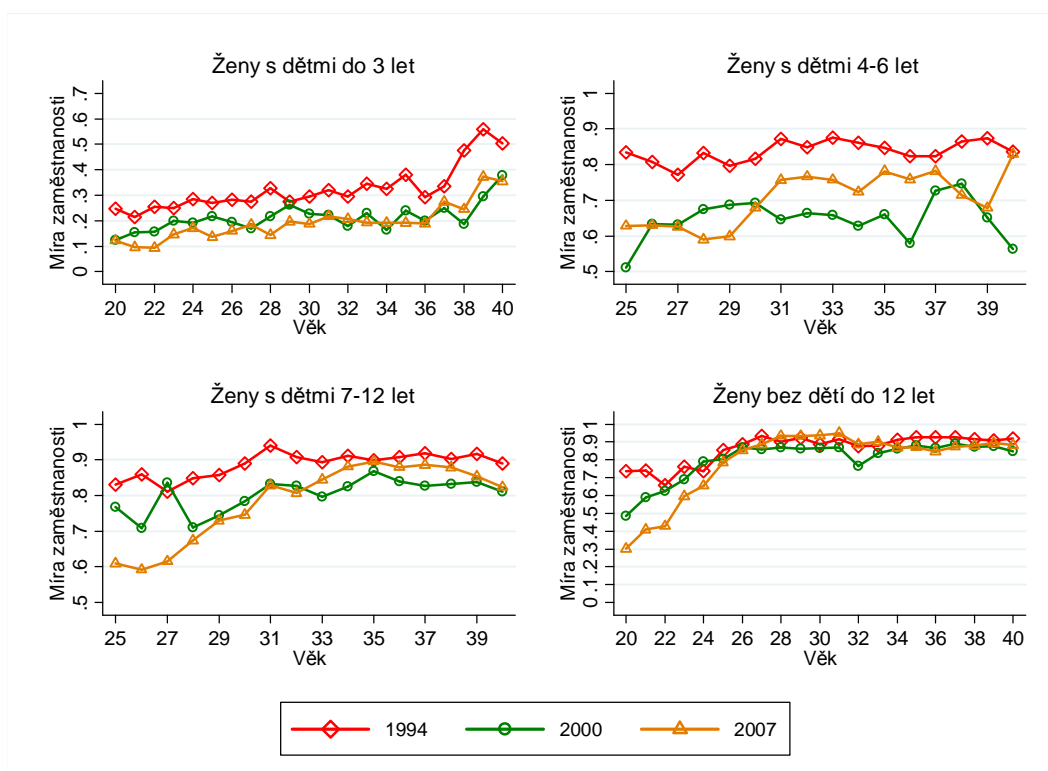 Ženy s dětmi do 3 let
Míra zaměstnanosti
0 .1 .2 .3 .4 .5 .6 .7
20 22 24 26 28 30 32 34 36 38 40
Věk
Ženy s dětmi 4-6 let
Míra zaměstnanosti
.5 .6 .7 .8 .9 1
25 27 29 31 33 35 37 39
Věk
Ženy s dětmi 7-12 let
Míra zaměstnanosti
.5 .6 .7 .8 .9 1
25 27 29 31 33 35 37 39
Věk
Ženy bez dětí do 12 let
Míra zaměstnanosti
0 .1 .2 .3 .4 .5 .6 .7 .8 .9 1
20 22 24 26 28 30 32 34 36 38 40
Věk
1994 2000 2007